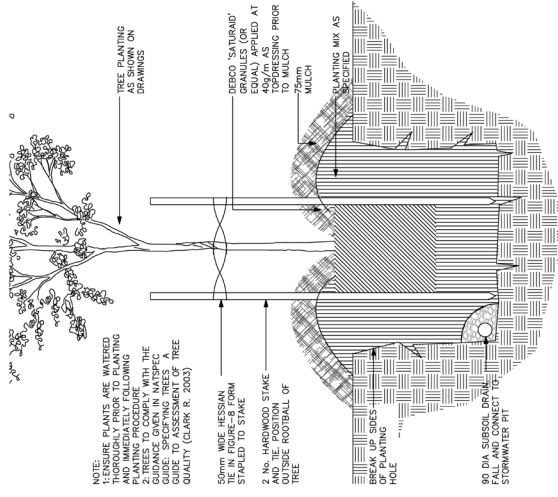 NOTE:
1:ENSURE PLANTS ARE WATERED
THOROUGHLY PRIOR TO PLANTING
AND IMMEDIATELY FOLLOWING
PLANTING PROCEDURE
2: TREES TO COMPLY WITH THE
GUIDANCE GIVEN IN NATSPEC
GUIDE: SPECIFYING TREES A
GUIDE TO ASSESSMENT OF TREE
QUALITY (CLARK R. 2003)
50mm WIDE HESSIAN
TIE IN FIGURE-8 FORM
STAPLED TO STAKE
2 No. HARDWOOD STAKE
AND TIE. POSITION
OUTSIDE ROOTBALL OF
TREE
BREAK UP SIDES
OF PLANTING
HOLE
90 DIA SUBSOIL DRAIN.
FALL AND CONNECT TO
STORMWATER PIT
TREE PLANTING
AS SHOWN ON
DRAWINGS
DEBCO 'SATURAID'
GRANULES (OR
EQUAL) APPLIED AT
40g/m AS
TOPDRESSING PRIOR
TO MULCH
75mm
MULCH
PLANTING MIX AS
SPECIFIED